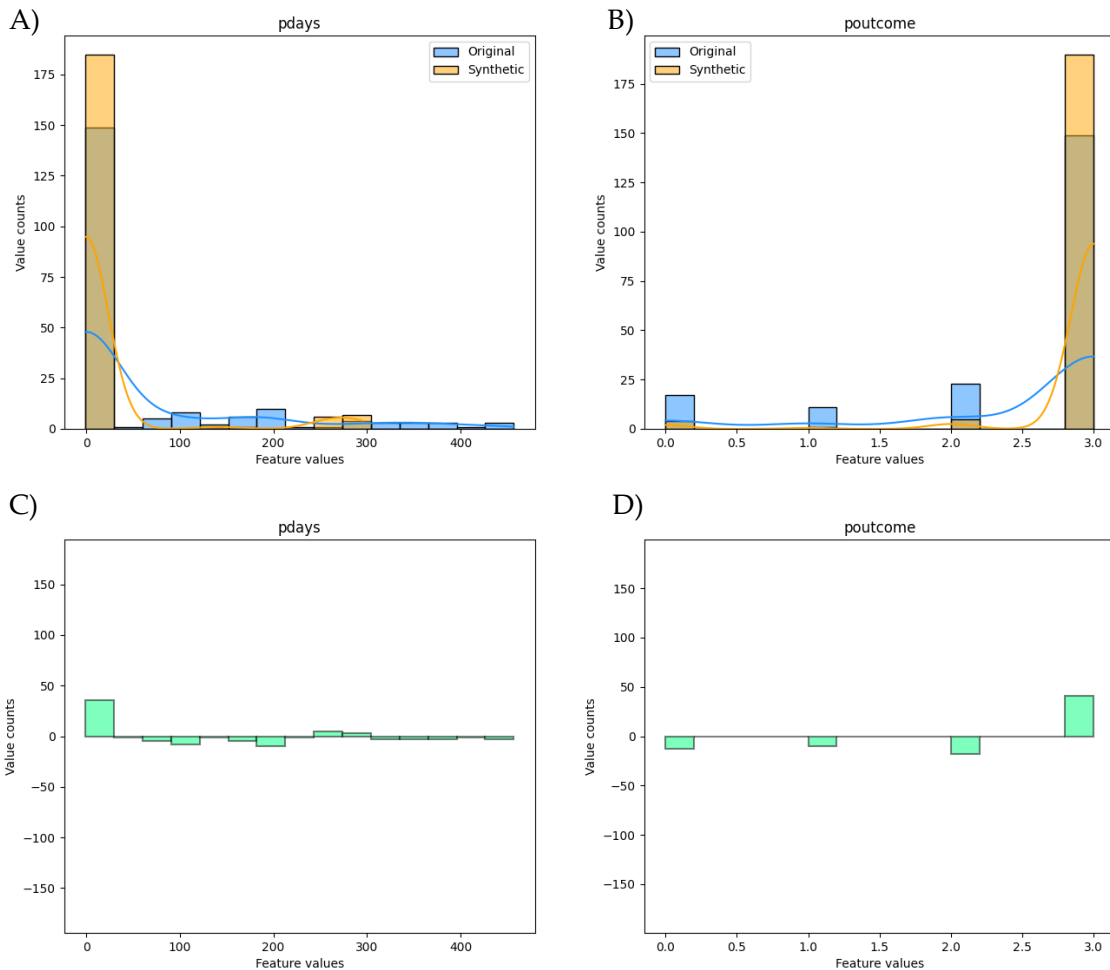 A)
pdays
Original
Synthetic
Value counts
175
150
125
100
75
50
25
0
0
100
200
300
400
Feature values
B)
poutcome
Original
Synthetic
Value counts
175
150
125
100
75
50
25
0
0.0
0.5
1.0
1.5
2.0
2.5
3.0
Feature values
C)
pdays
Value counts
150
100
50
0
−50
−100
−150
0
100
200
300
400
Feature values
D)
poutcome
Value counts
150
100
50
0
−50
−100
−150
0.0
0.5
1.0
1.5
2.0
2.5
3.0
Feature values